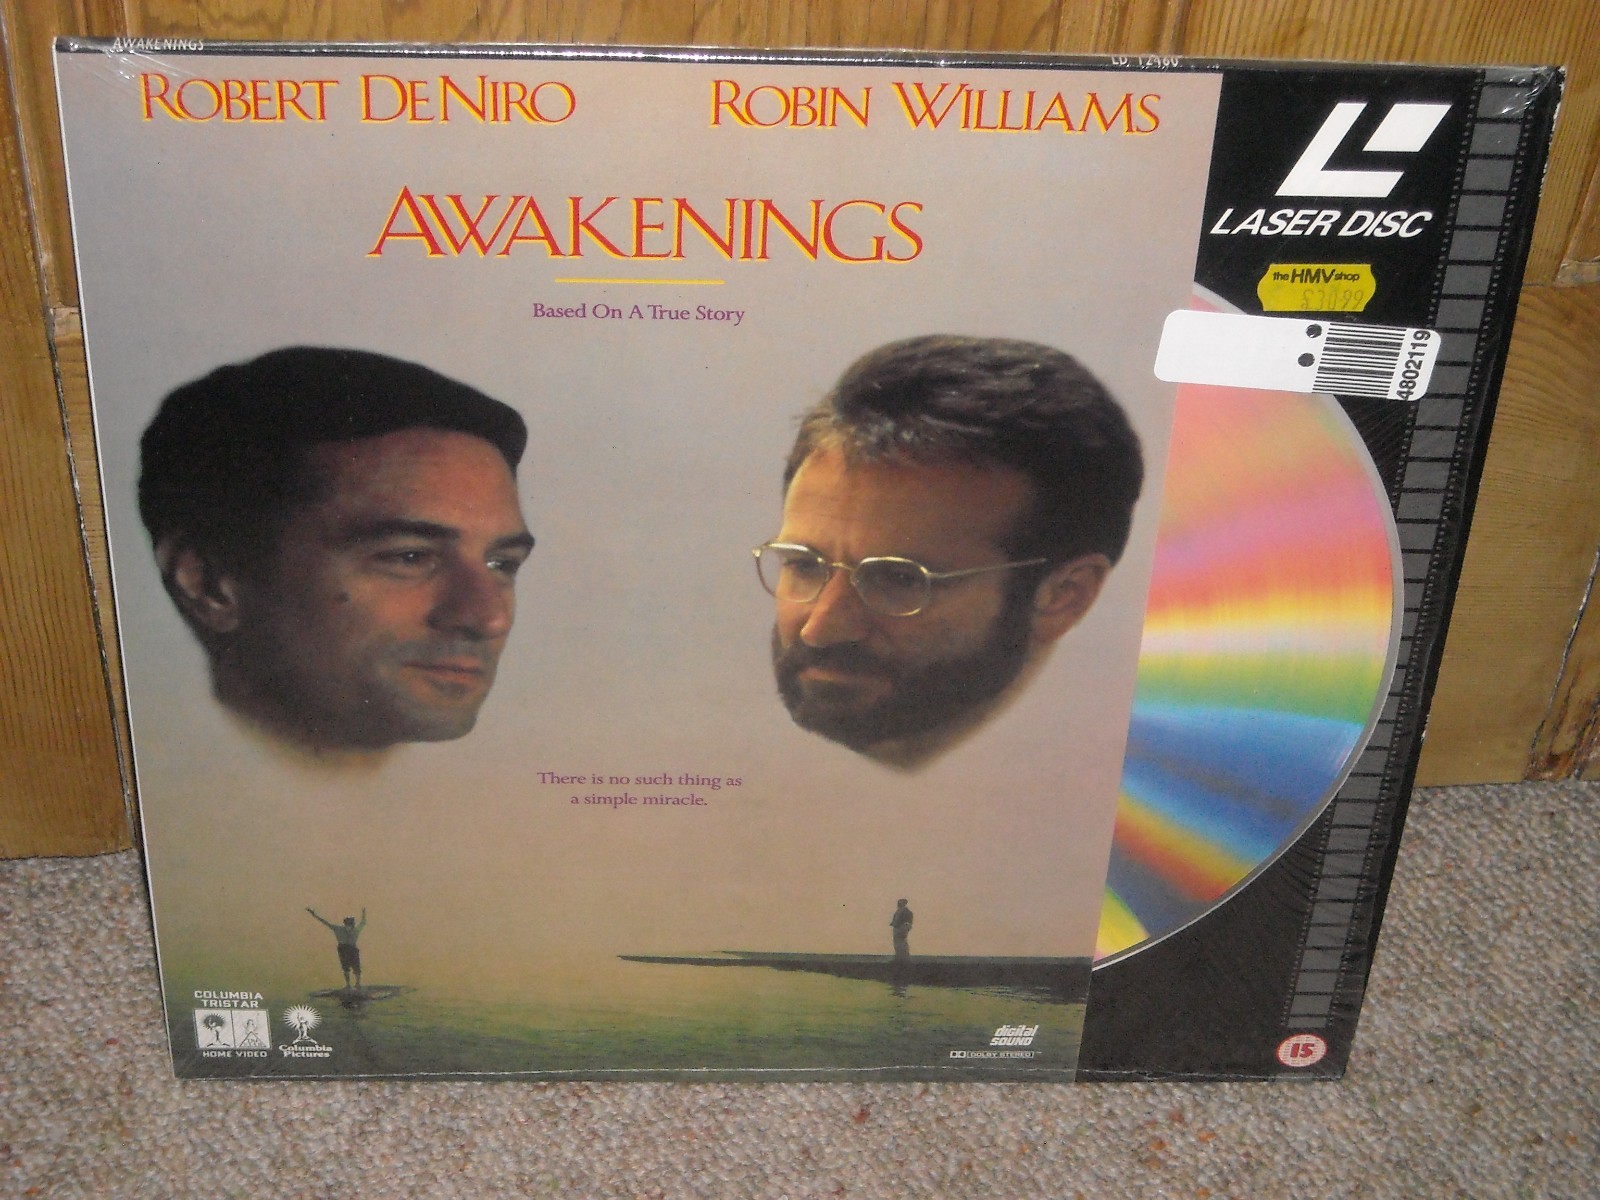 AWAKENINGS
LD 12460
ROBERT DE NIRO
ROBIN WILLIAMS
AWAKENINGS
Based On A True Story
LASER DISC
the HMV shop
£30.99
4802119
There is no such thing as
a simple miracle.
COLUMBIA
TRISTAR
HOME VIDEO
Columbia
Pictures
digital
SOUND
DOLBY STEREO
15